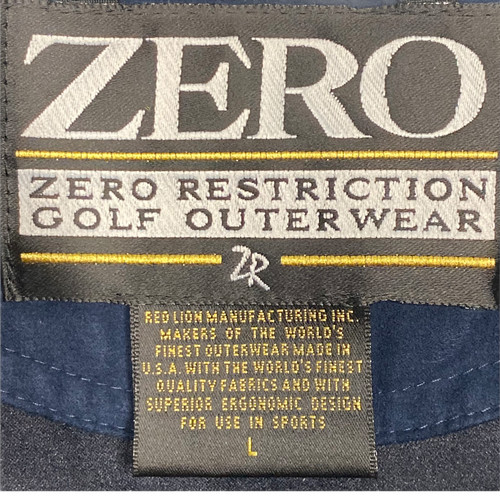 ZERO
ZERO RESTRICTION
GOLF OUTERWEAR
ZR
RED LION MANUFACTURING INC.
MAKERS OF THE WORLD'S
FINEST OUTERWEAR MADE IN
U.S.A. WITH THE WORLD'S FINEST
QUALITY FABRICS AND WITH
SUPERIOR ERGONOMIC DESIGN
FOR USE IN SPORTS
L